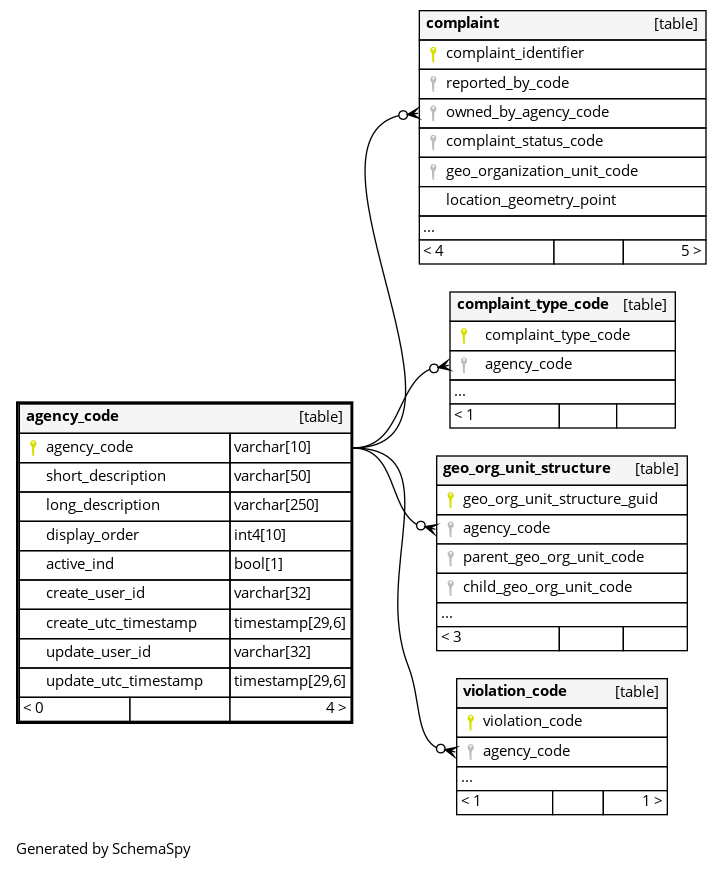 complaint [table]
complaint_identifier
reported_by_code
owned_by_agency_code
complaint_status_code
geo_organization_unit_code
location_geometry_point
...
< 4 5 >
complaint_type_code [table]
complaint_type_code
agency_code
...
< 1
agency_code [table]
agency_code varchar[10]
short_description varchar[50]
long_description varchar[250]
display_order int4[10]
active_ind bool[1]
create_user_id varchar[32]
create_utc_timestamp timestamp[29,6]
update_user_id varchar[32]
update_utc_timestamp timestamp[29,6]
< 0 4 >
geo_org_unit_structure [table]
geo_org_unit_structure_guid
agency_code
parent_geo_org_unit_code
child_geo_org_unit_code
...
< 3
violation_code [table]
violation_code
agency_code
...
< 1 1 >
Generated by SchemaSpy